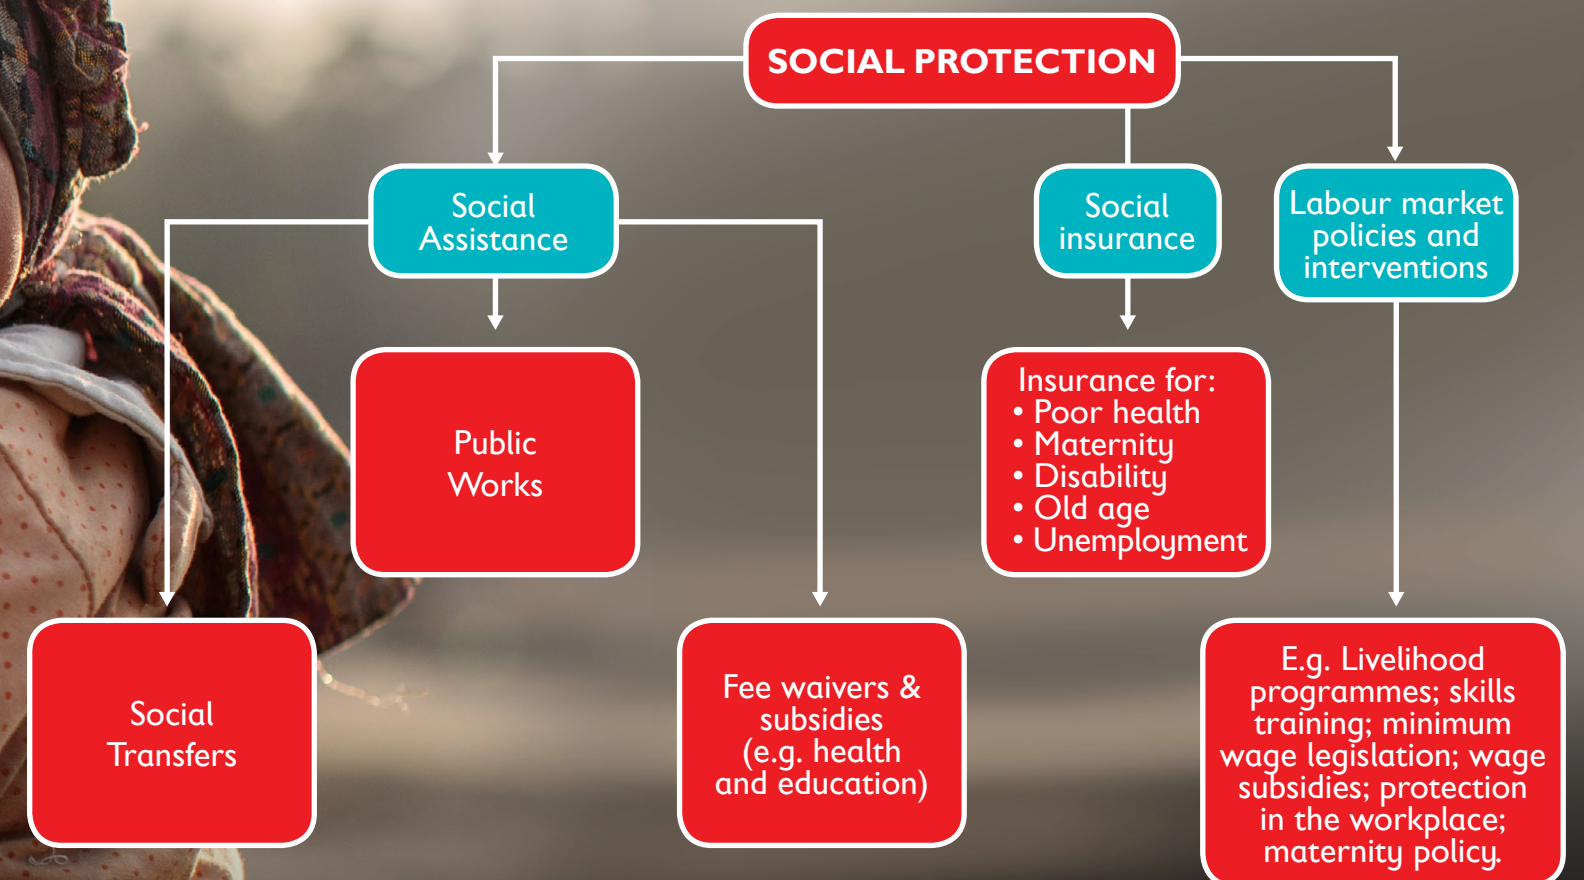 SOCIAL PROTECTION
Social
Assistance
Social
insurance
Labour market
policies and
interventions
Public
Works
Insurance for:
• Poor health
• Maternity
• Disability
• Old age
• Unemployment
Social
Transfers
Fee waivers &
subsidies
(e.g. health
and education)
E.g. Livelihood
programmes; skills
training; minimum
wage legislation; wage
subsidies; protection
in the workplace;
maternity policy.